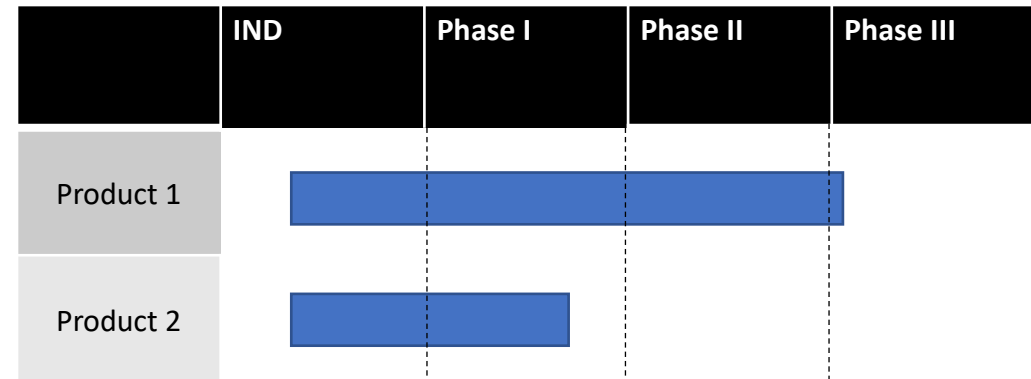 IND
Phase I
Phase II
Phase III
Product 1
Product 2